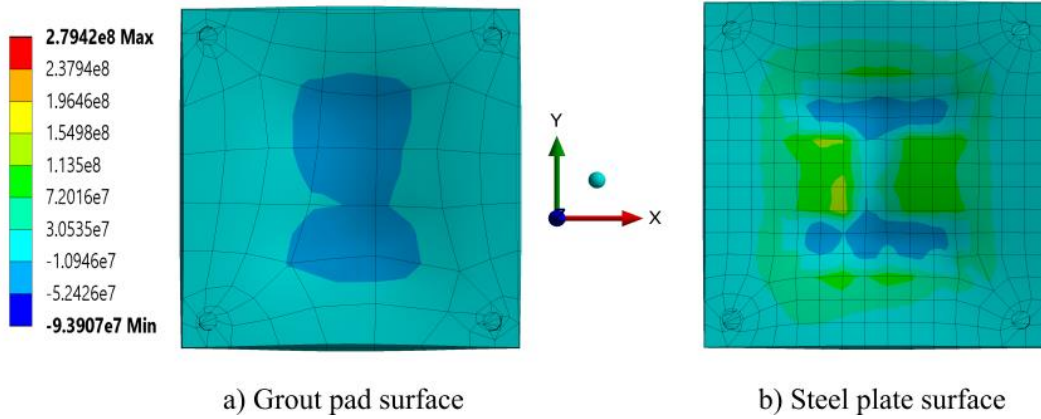 2.7942e8 Max
2.3794e8
1.9646e8
1.5498e8
1.135e8
7.2016e7
3.0535e7
-1.0946e7
-5.2426e7
-9.3907e7 Min
Y
X
a) Grout pad surface
b) Steel plate surface